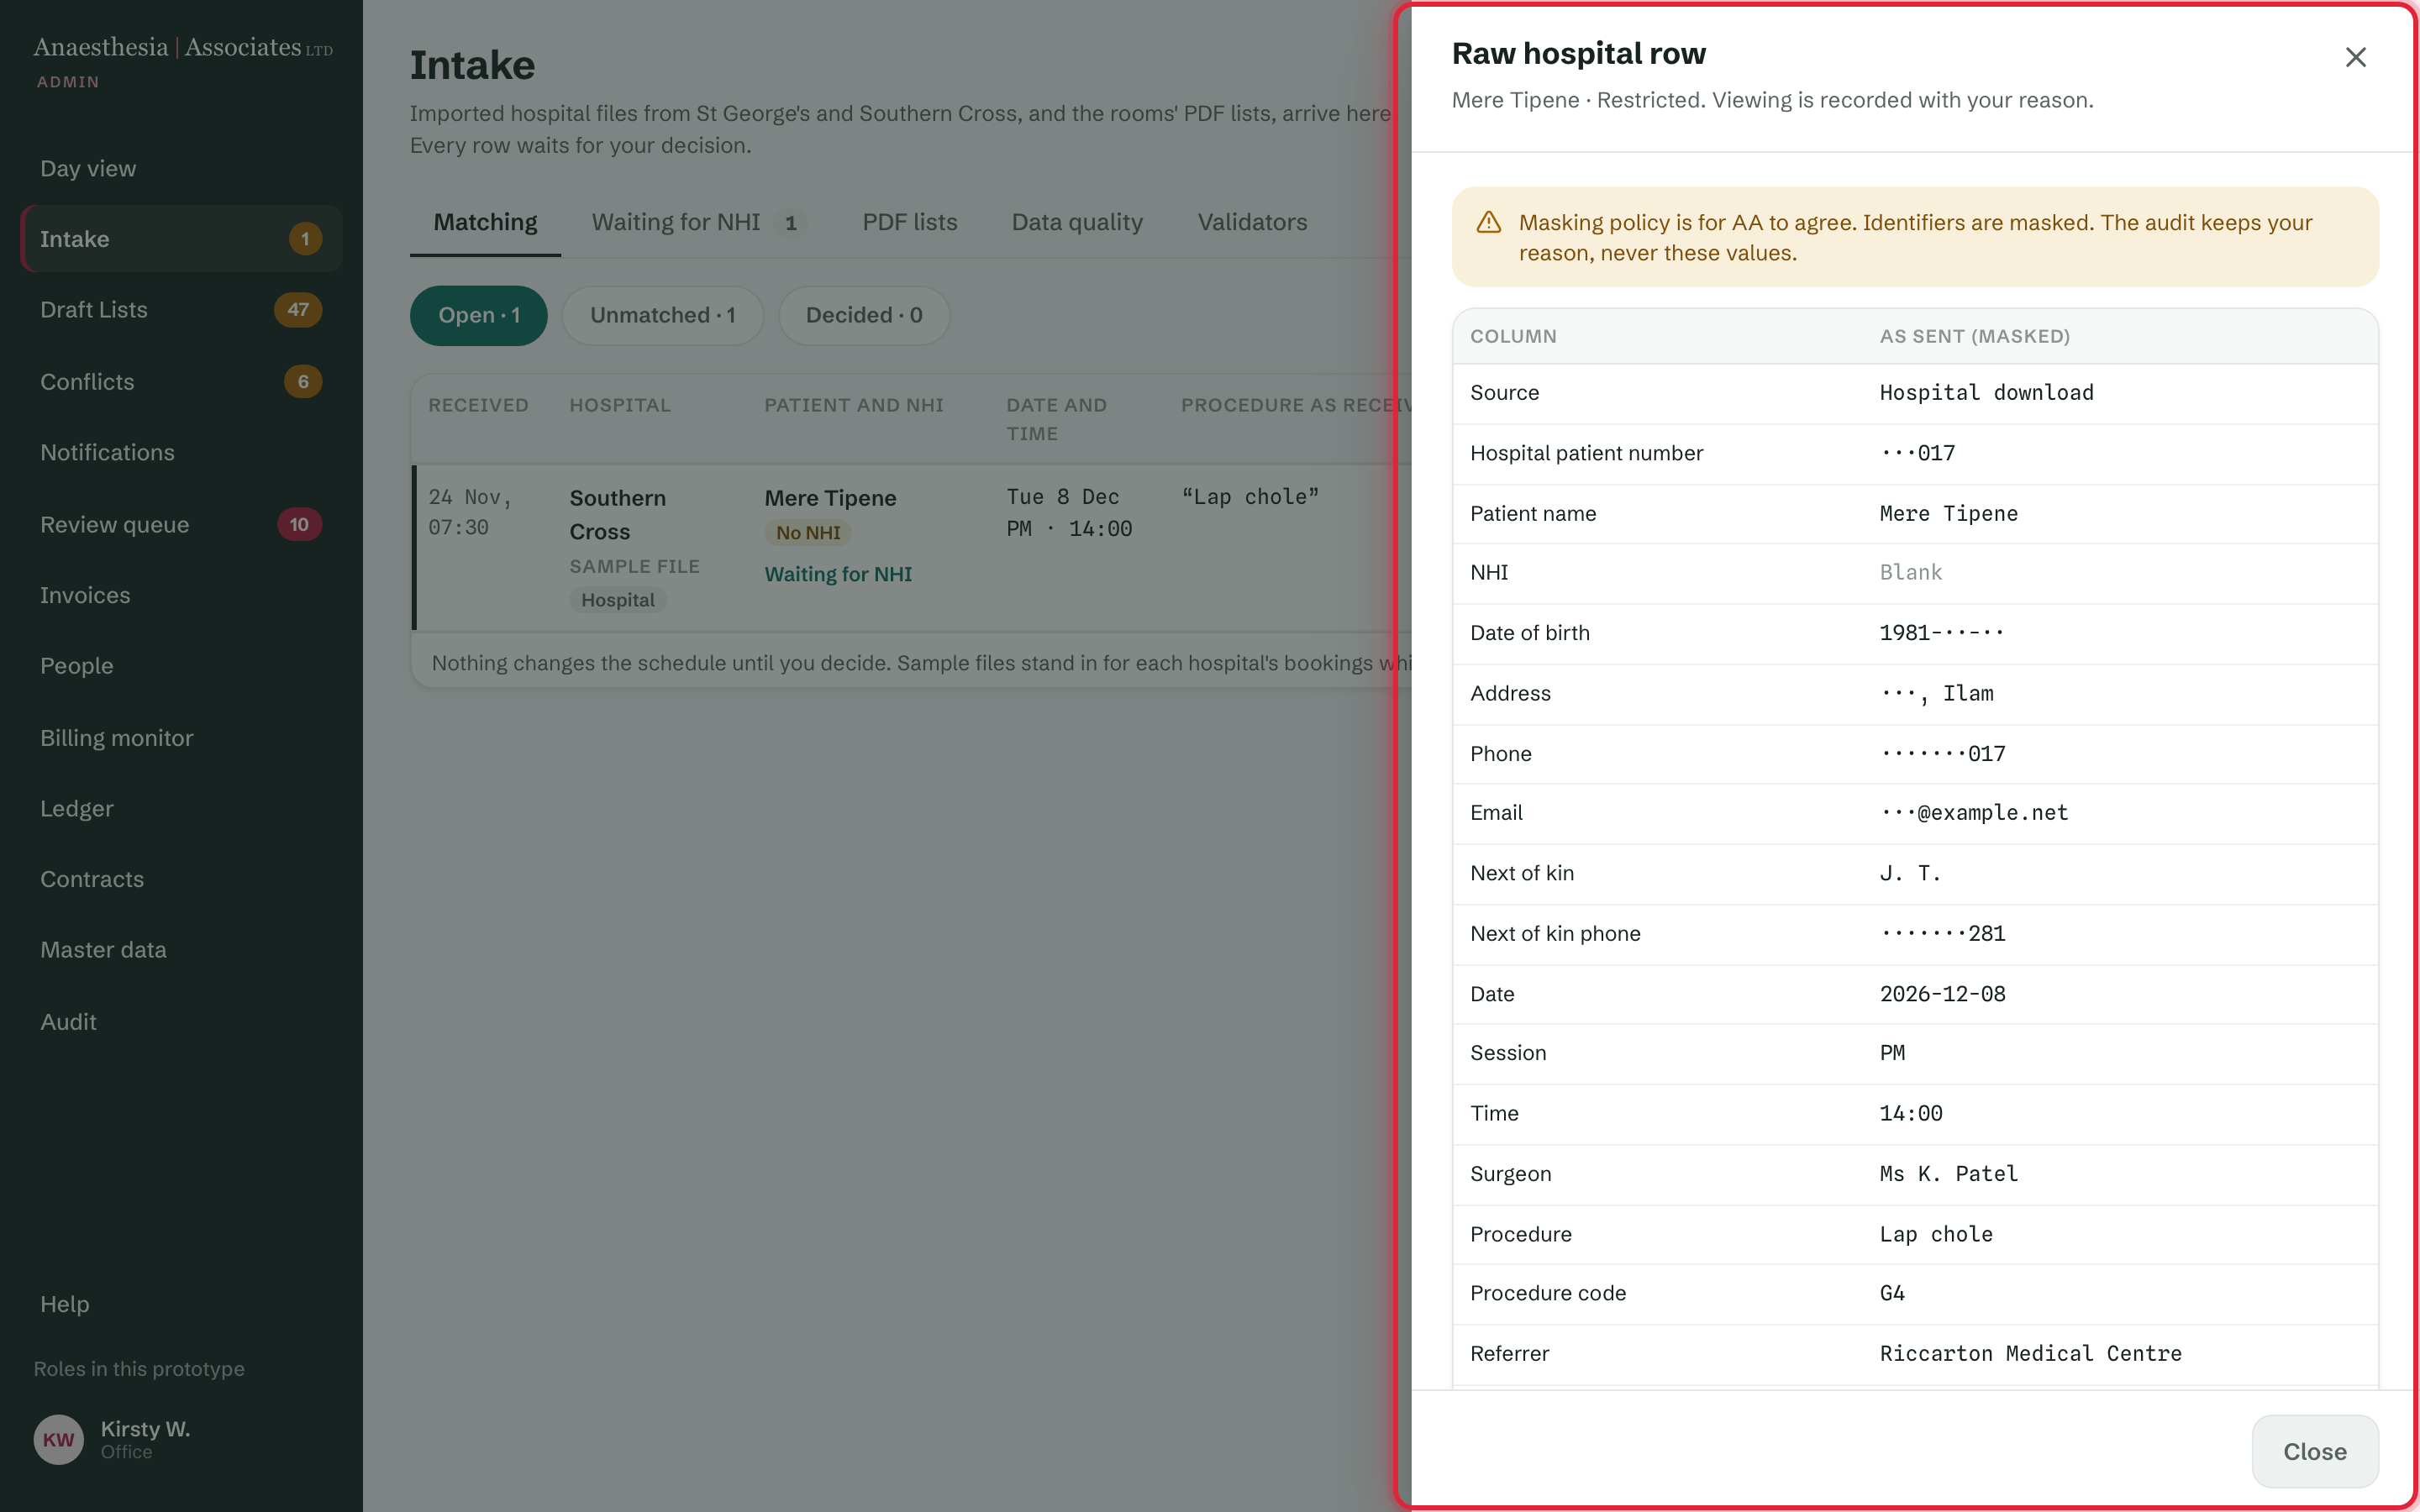 Anaesthesia | Associates LTD
ADMIN
Day view
Intake 1
Draft Lists 47
Conflicts 6
Notifications
Review queue 10
Invoices
People
Billing monitor
Ledger
Contracts
Master data
Audit
Help
Roles in this prototype
KW
Kirsty W.
Office
Intake
Imported hospital files from St George's and Southern Cross, and the rooms' PDF lists, arrive here
Every row waits for your decision.
Matching Waiting for NHI 1 PDF lists Data quality Validators
Open · 1 Unmatched · 1 Decided · 0
RECEIVED HOSPITAL PATIENT AND NHI DATE AND TIME PROCEDURE AS
24 Nov, 07:30
Southern Cross
SAMPLE FILE
Hospital
Mere Tipene
No NHI
Waiting for NHI
Tue 8 Dec
PM · 14:00
“Lap chole”
Nothing changes the schedule until you decide. Sample files stand in for each hospital's bookings
Raw hospital row
Mere Tipene · Restricted. Viewing is recorded with your reason.
Masking policy is for AA to agree. Identifiers are masked. The audit keeps your
reason, never these values.
COLUMN AS SENT (MASKED)
Source Hospital download
Hospital patient number ···017
Patient name Mere Tipene
NHI Blank
Date of birth 1981-··-··
Address ···, Ilam
Phone ·······017
Email ···@example.net
Next of kin J. T.
Next of kin phone ·······281
Date 2026-12-08
Session PM
Time 14:00
Surgeon Ms K. Patel
Procedure Lap chole
Procedure code G4
Referrer Riccarton Medical Centre
Close